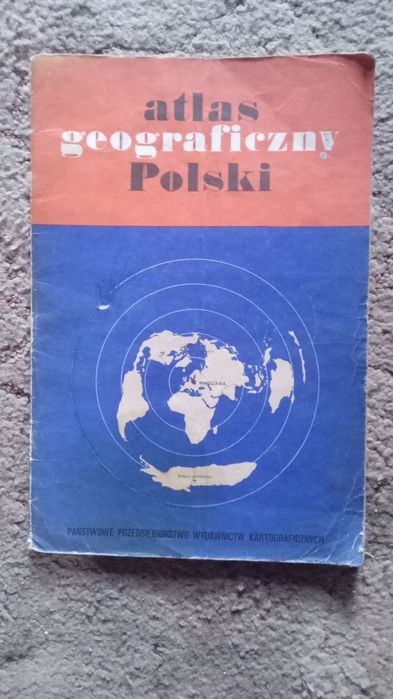 atlas
geograficzny
Polski
WARSZAWA
PAŃSTWOWE PRZEDSIĘBIORSTWO WYDAWNICTW KARTOGRAFICZNYCH